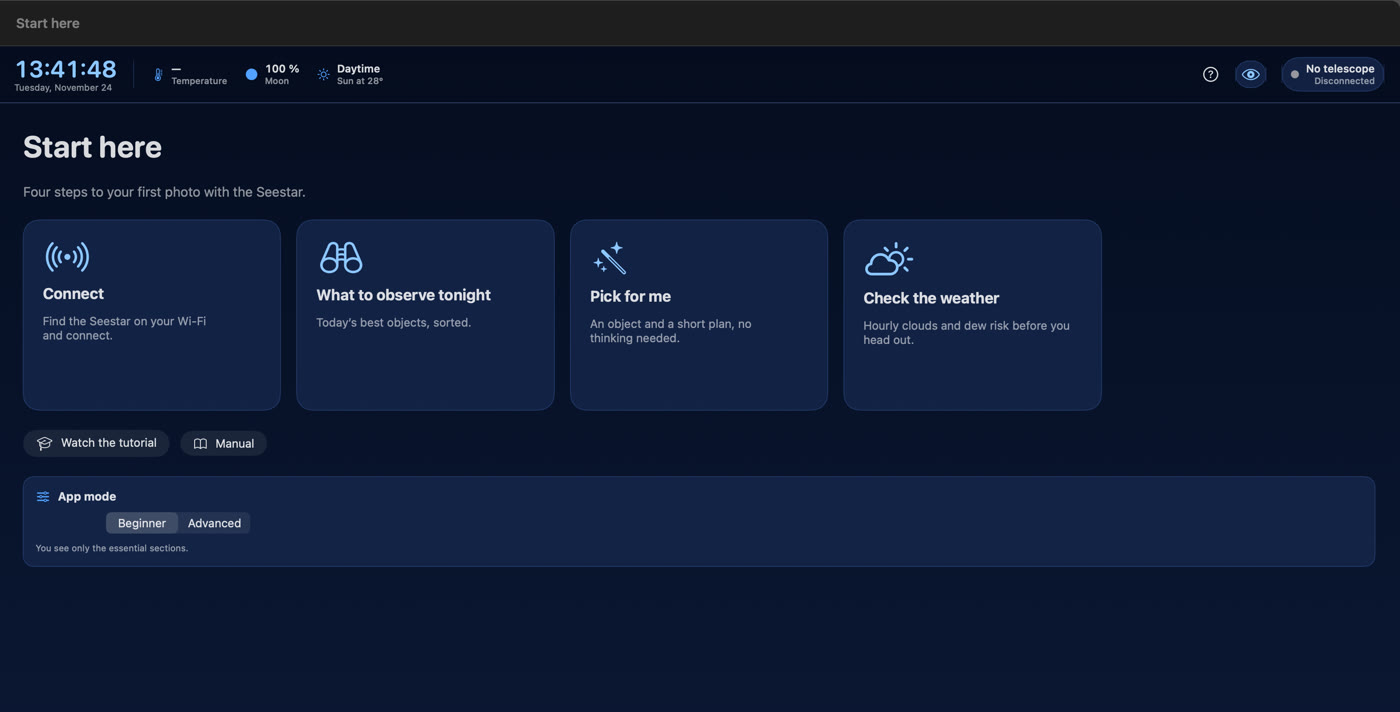 Start here
13:41:48
Tuesday, November 24
—
Temperature
100 %
Moon
Daytime
Sun at 28°
?
No telescope
Disconnected
Start here
Four steps to your first photo with the Seestar.
Connect
Find the Seestar on your Wi-Fi
and connect.
What to observe tonight
Today's best objects, sorted.
Pick for me
An object and a short plan, no
thinking needed.
Check the weather
Hourly clouds and dew risk before you
head out.
Watch the tutorial
Manual
App mode
Beginner
Advanced
You see only the essential sections.